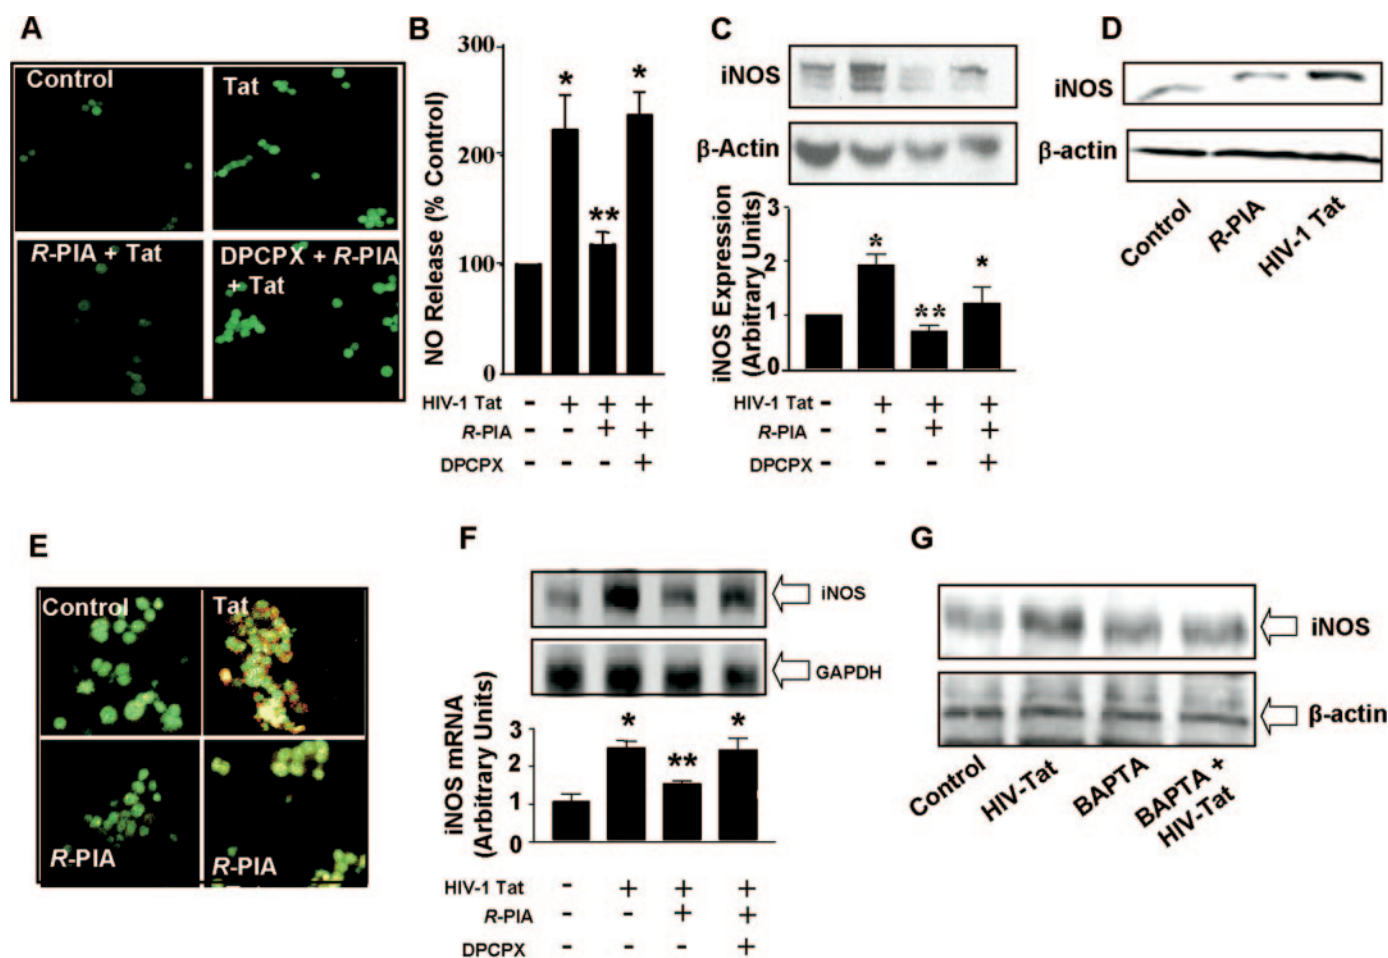 A
Control
Tat
R-PIA + Tat
DPCPX + R-PIA
+ Tat
B
NO Release (% Control)
300
200
100
0
*
*
**
HIV-1 Tat - + + +
R-PIA - - + +
DPCPX - - - +
C
iNOS
β-Actin
iNOS Expression
(Arbitrary Units)
3
2
1
0
*
**
*
HIV-1 Tat - + + +
R-PIA - - + +
DPCPX - - - +
D
iNOS
β-actin
Control
R-PIA
HIV-1 Tat
E
Control
Tat
R-PIA
R-PIA
F
iNOS
GAPDH
iNOS mRNA
(Arbitrary Units)
3
2
1
0
*
**
*
HIV-1 Tat - + + +
R-PIA - - + +
DPCPX - - - +
G
iNOS
β-actin
Control
HIV-Tat
BAPTA
BAPTA +
HIV-Tat